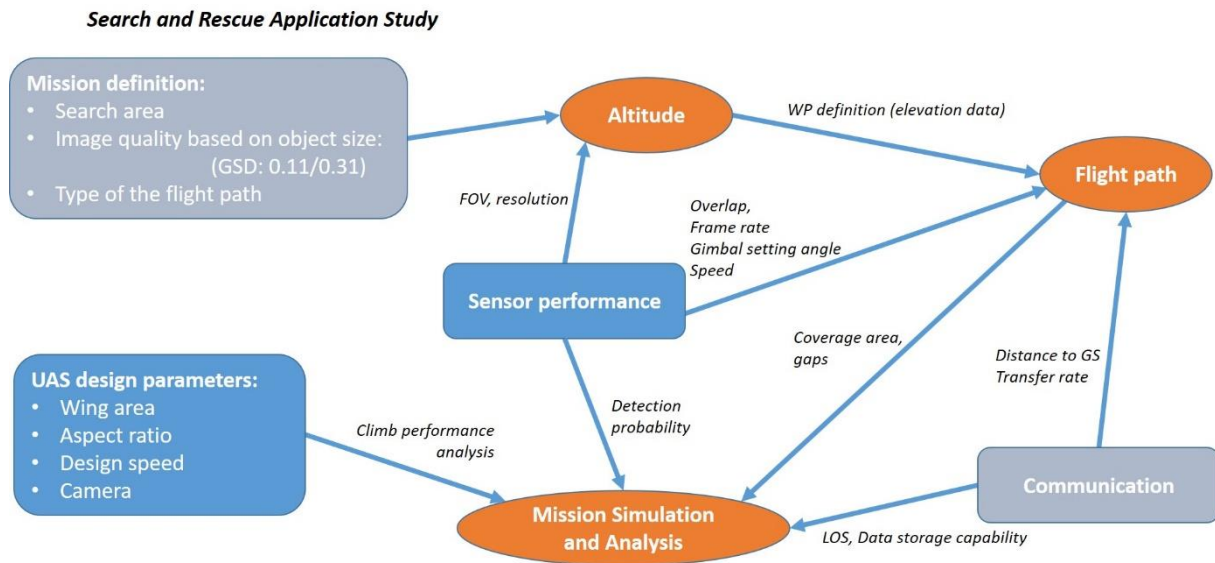 Search and Rescue Application Study
Mission definition:
• Search area
• Image quality based on object size:
(GSD: 0.11/0.31)
• Type of the flight path
Altitude
WP definition (elevation data)
Flight path
FOV, resolution
Overlap,
Frame rate
Gimbal setting angle
Speed
Sensor performance
Coverage area,
gaps
Distance to GS
Transfer rate
UAS design parameters:
• Wing area
• Aspect ratio
• Design speed
• Camera
Climb performance
analysis
Detection
probability
Communication
Mission Simulation
and Analysis
LOS, Data storage capability